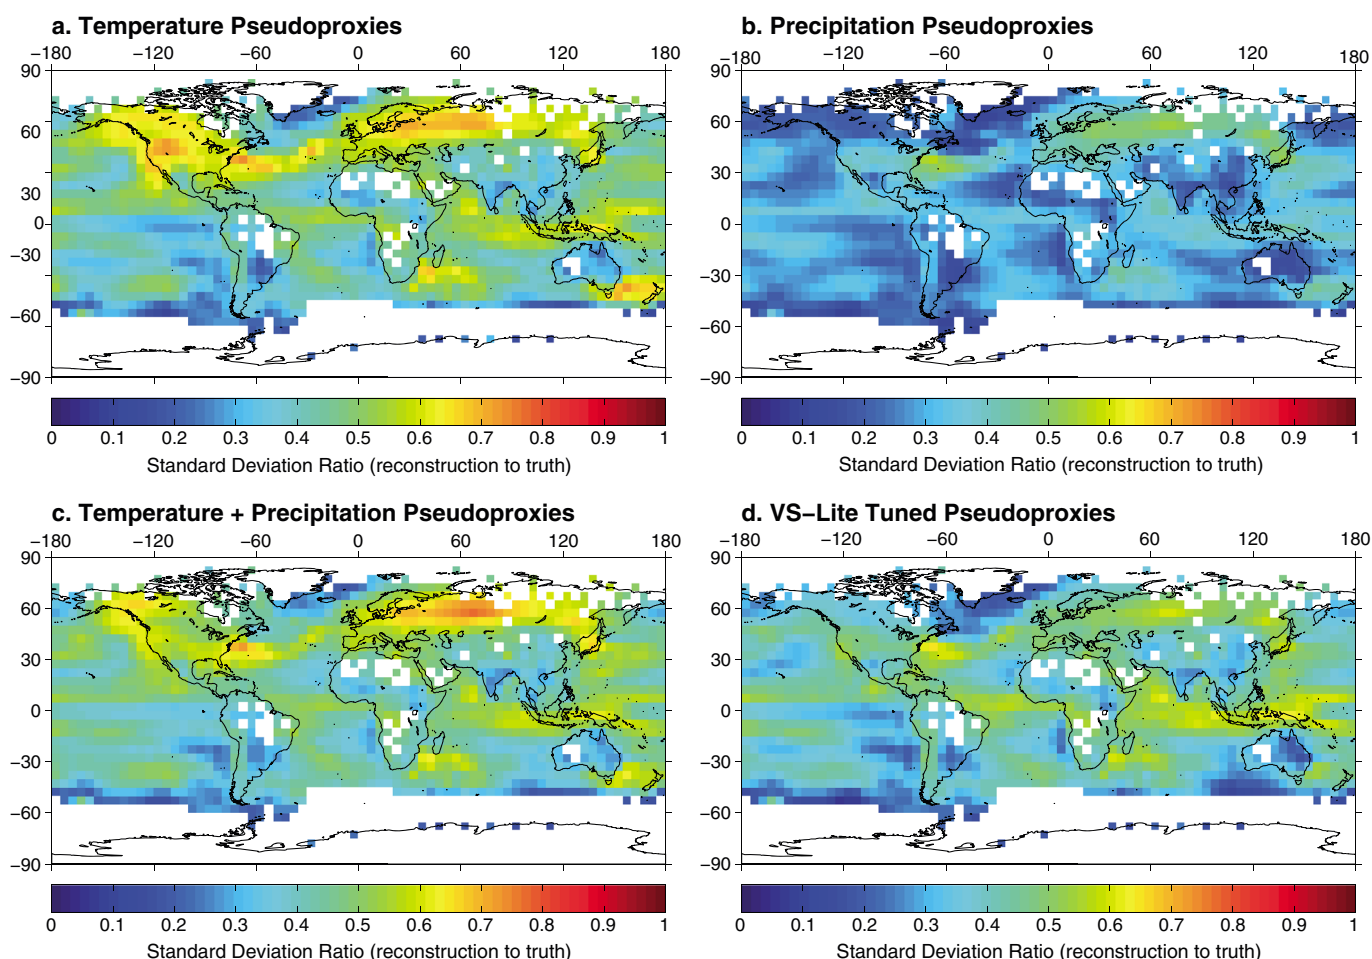 a. Temperature Pseudoproxies
−180 −120 −60 0 60 120 180
90
60
30
0
−30
−60
−90
0 0.1 0.2 0.3 0.4 0.5 0.6 0.7 0.8 0.9 1
Standard Deviation Ratio (reconstruction to truth)
b. Precipitation Pseudoproxies
−180 −60 0 60 120 180
90
60
30
0
−30
−60
−90
0 0.1 0.2 0.3 0.4 0.5 0.6 0.7 0.8 0.9 1
Standard Deviation Ratio (reconstruction to truth)
c. Temperature + Precipitation Pseudoproxies
−180 −120 −60 0 60 120 180
90
60
30
0
−30
−60
−90
0 0.1 0.2 0.3 0.4 0.5 0.6 0.7 0.8 0.9 1
Standard Deviation Ratio (reconstruction to truth)
d. VS−Lite Tuned Pseudoproxies
−180 −120 −60 0 60 120 180
90
60
30
0
−30
−60
−90
0 0.1 0.2 0.3 0.4 0.5 0.6 0.7 0.8 0.9 1
Standard Deviation Ratio (reconstruction to truth)